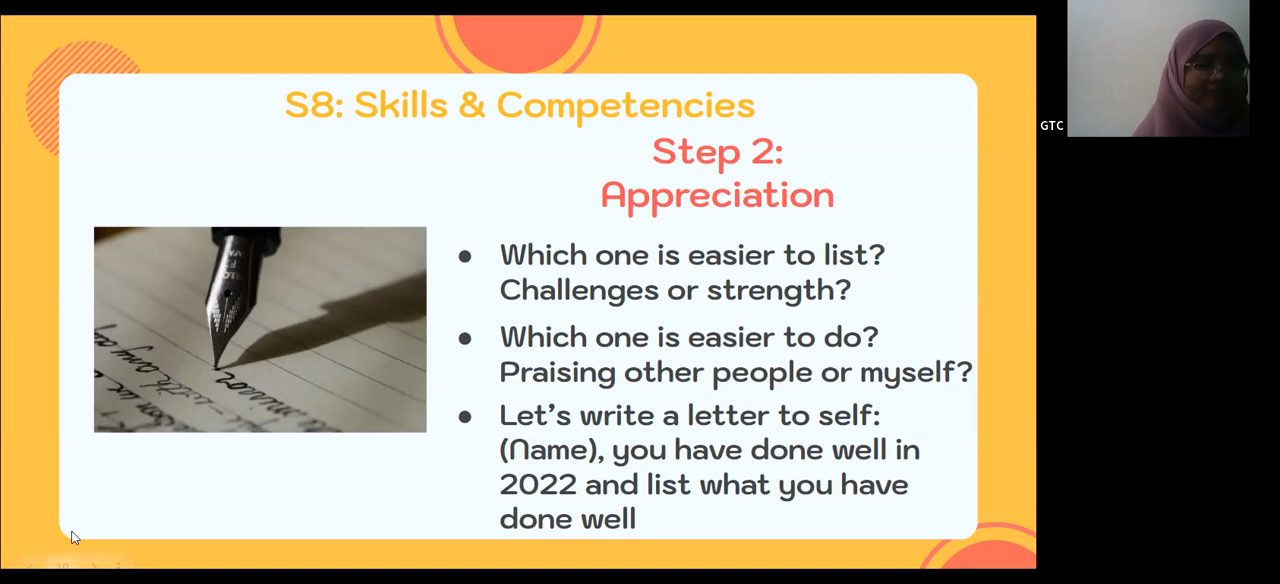 S8: Skills & Competencies
Step 2:
Appreciation
● Which one is easier to list?
Challenges or strength?
● Which one is easier to do?
Praising other people or myself?
● Let’s write a letter to self:
(Name), you have done well in
2022 and list what you have
done well
GTC